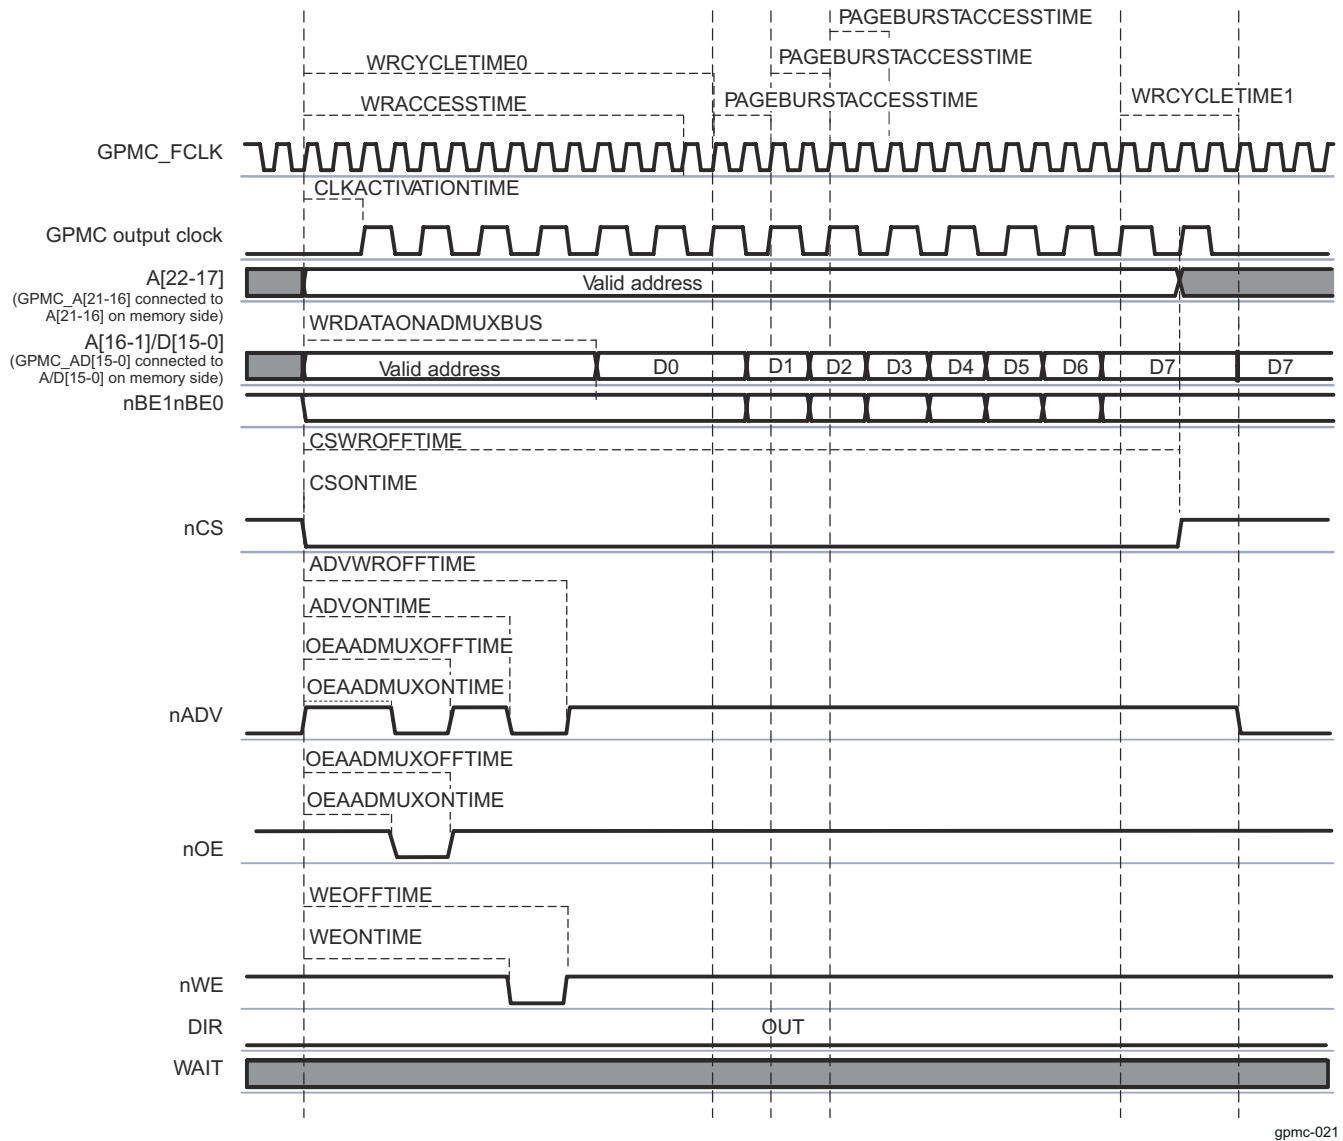 PAGEBURSTACCESSTIME
WRCYCLETIME0
PAGEBURSTACCESSTIME
WRACCESSTIME
PAGEBURSTACCESSTIME
WRCYCLETIME1
GPMC_FCLK
CLKACTIVATIONTIME
GPMC output clock
A[22-17]
(GPMC_A[21-16] connected to
A[21-16] on memory side)
Valid address
WRDATAONADMUXBUS
A[16-1]/D[15-0]
(GPMC_AD[15-0] connected to
A/D[15-0] on memory side)
Valid address D0 D1 D2 D3 D4 D5 D6 D7 D7
nBE1nBE0
CSWROFFTIME
CSONTIME
nCS
ADVWROFFTIME
ADVONTIME
OEAADMUXOFFTIME
OEAADMUXONTIME
nADV
OEAADMUXOFFTIME
OEAADMUXONTIME
nOE
WEOFFTIME
WEONTIME
nWE
DIR OUT
WAIT
gpmc-021